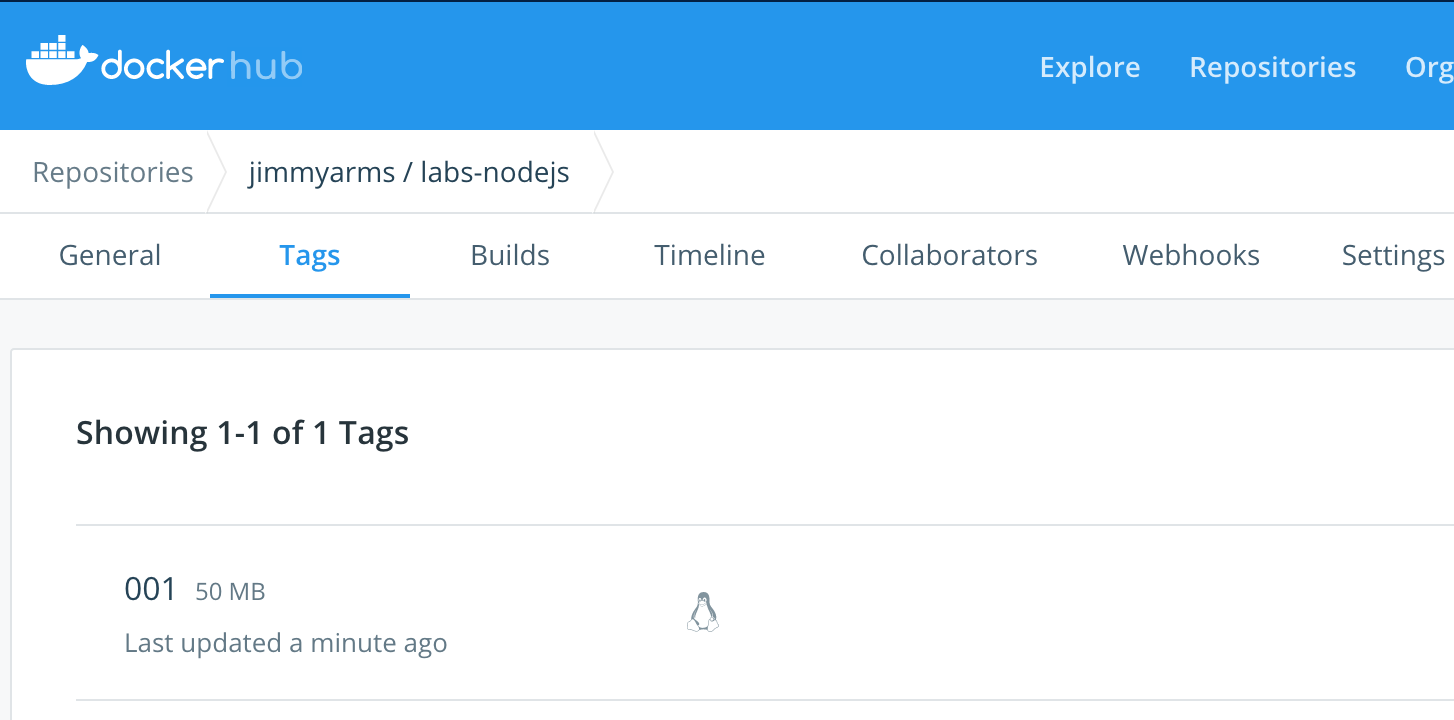 docker hub
Explore Repositories Org
Repositories jimmyarms / labs-nodejs
General Tags Builds Timeline Collaborators Webhooks Settings
Showing 1-1 of 1 Tags
001 50 MB
Last updated a minute ago